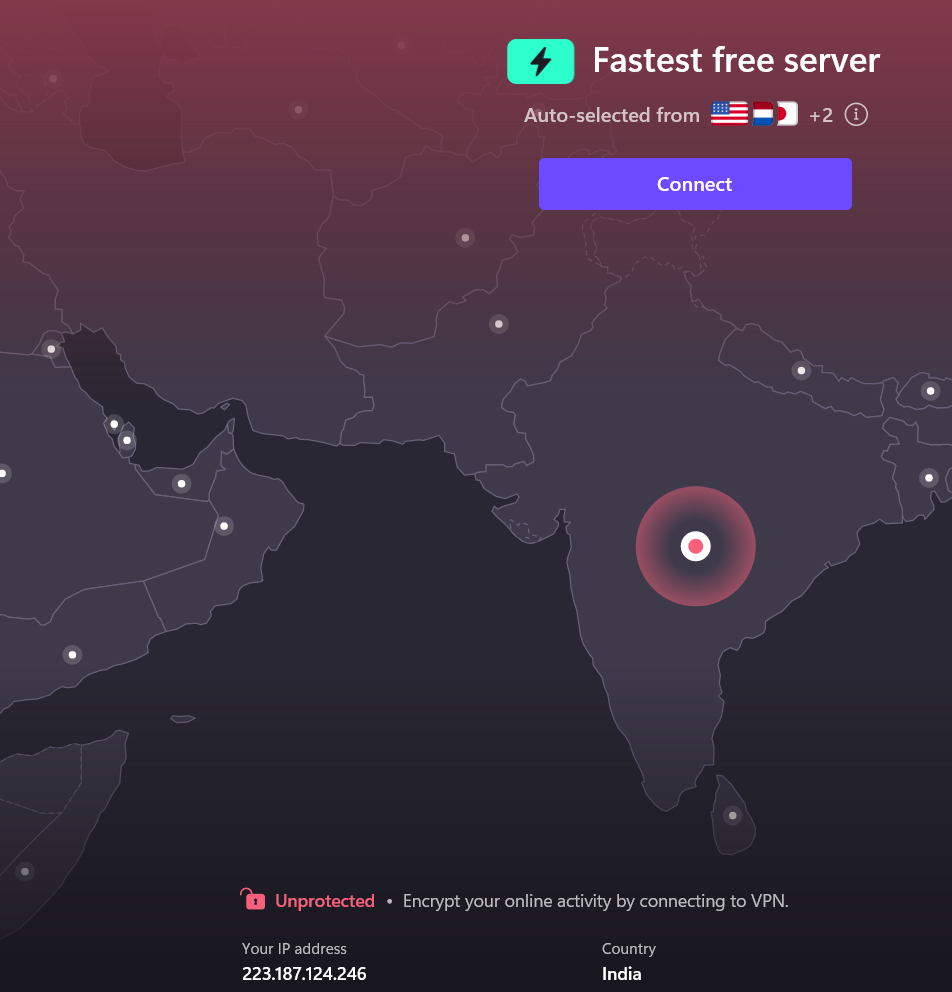 Fastest free server
Auto-selected from +2
Connect
Unprotected • Encrypt your online activity by connecting to VPN.
Your IP address
Country
223.187.124.246
India